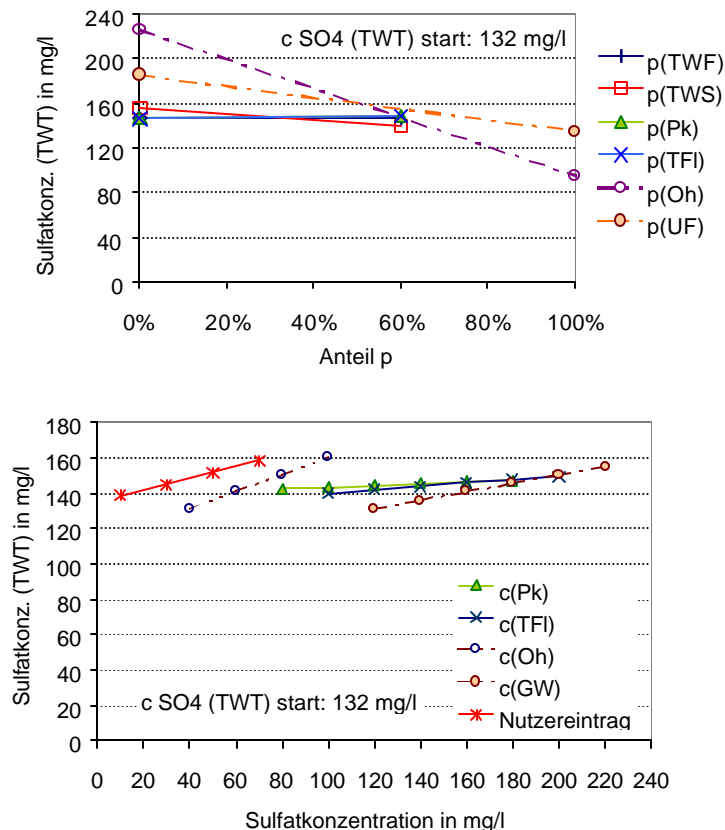 240
200
160
120
80
40
0
Sulfatkonz. (TWT) in mg/l
c SO4 (TWT) start: 132 mg/l
0% 20% 40% 60% 80% 100%
Anteil p
p(TWF)
p(TWS)
p(Pk)
p(TFl)
p(Oh)
p(UF)
180
160
140
120
100
80
60
40
20
0
Sulfatkonz. (TWT) in mg/l
c(Pk)
c(TFl)
c(Oh)
c(GW)
Nutzereintrag
c SO4 (TWT) start: 132 mg/l
0 20 40 60 80 100 120 140 160 180 200 220 240
Sulfatkonzentration in mg/l